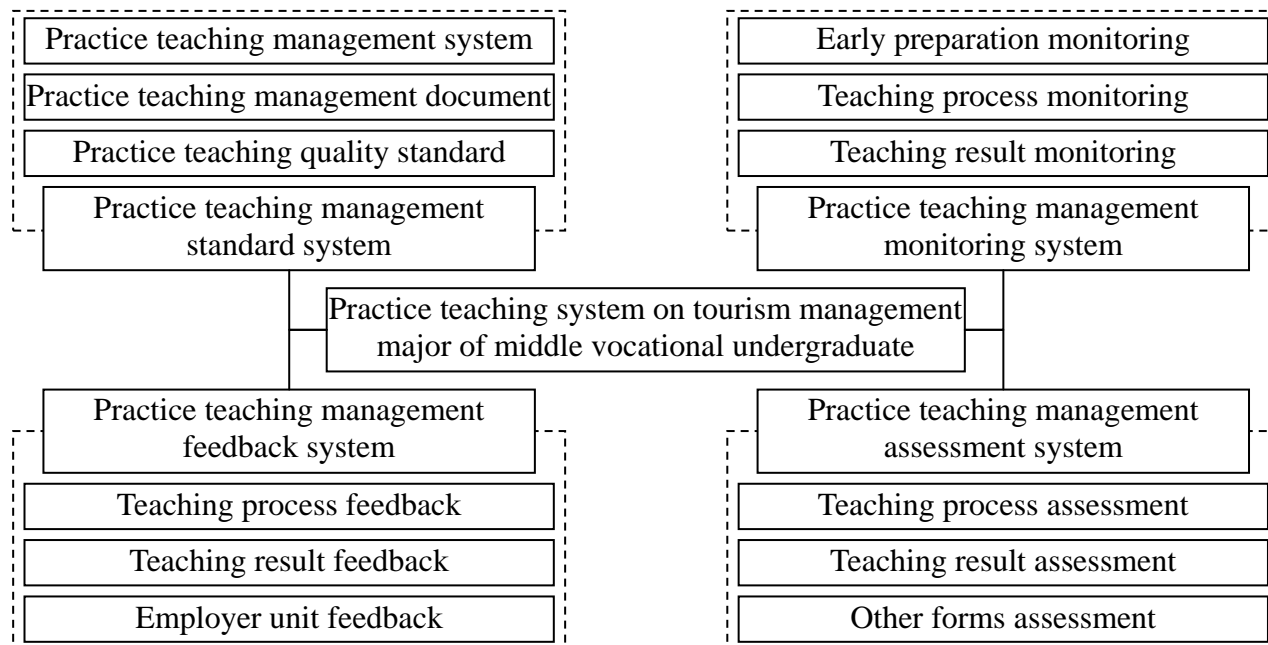 Practice teaching management system
Practice teaching management document
Practice teaching quality standard
Practice teaching management
standard system
Early preparation monitoring
Teaching process monitoring
Teaching result monitoring
Practice teaching management
monitoring system
Practice teaching system on tourism management
major of middle vocational undergraduate
Practice teaching management
feedback system
Teaching process feedback
Teaching result feedback
Employer unit feedback
Practice teaching management
assessment system
Teaching process assessment
Teaching result assessment
Other forms assessment